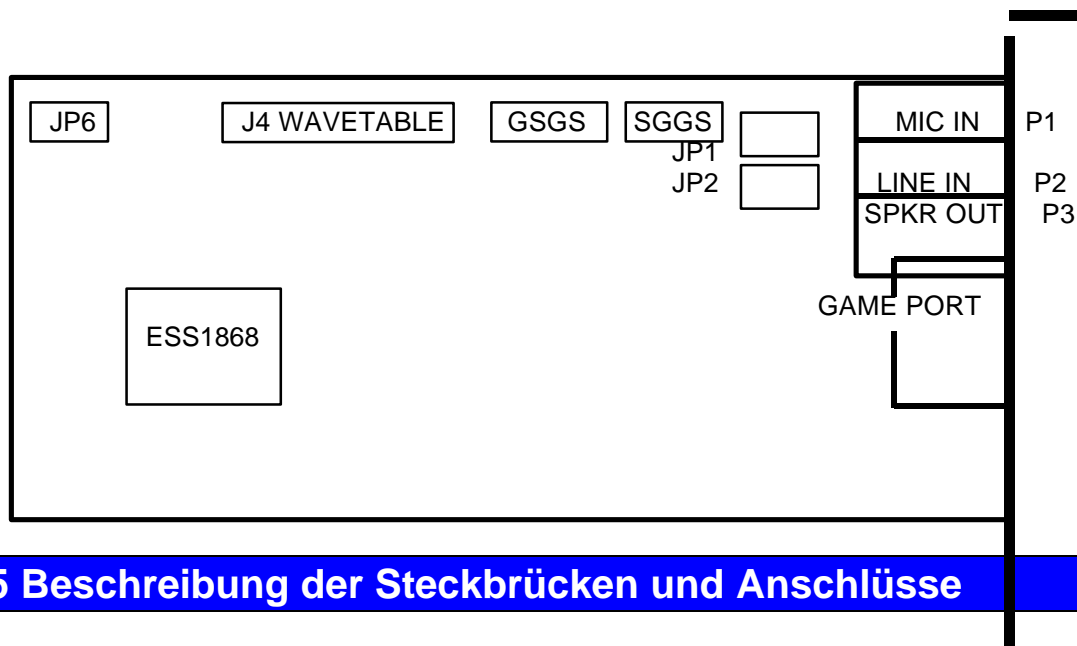 JP6 J4 WAVETABLE GSGS SGGS MIC IN P1
JP1
JP2 LINE IN P2
SPKR OUT P3
GAME PORT
ESS1868
5 Beschreibung der Steckbrücken und Anschlüsse